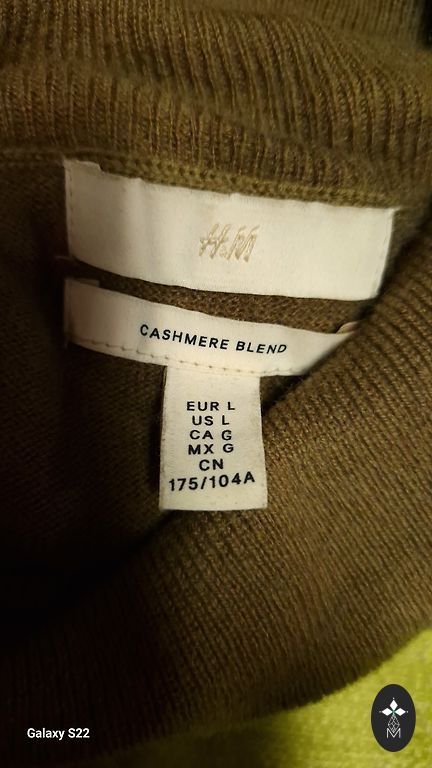 H&M
CASHMERE BLEND
EUR L
US L
CA G
MX G
CN
175/104A
Galaxy S22
M